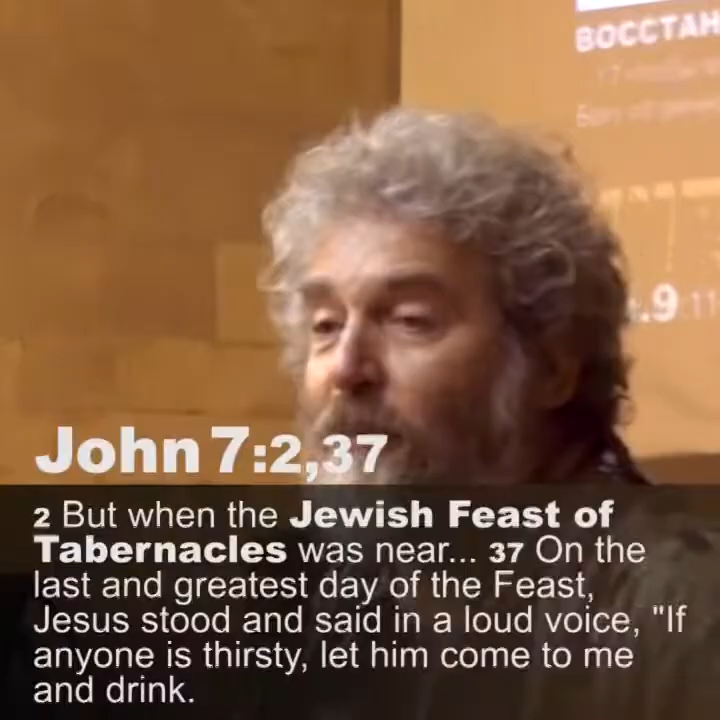 ВОССТАН
.9:11
John 7:2,37
2 But when the Jewish Feast of
Tabernacles was near... 37 On the
last and greatest day of the Feast,
Jesus stood and said in a loud voice, "If
anyone is thirsty, let him come to me
and drink.